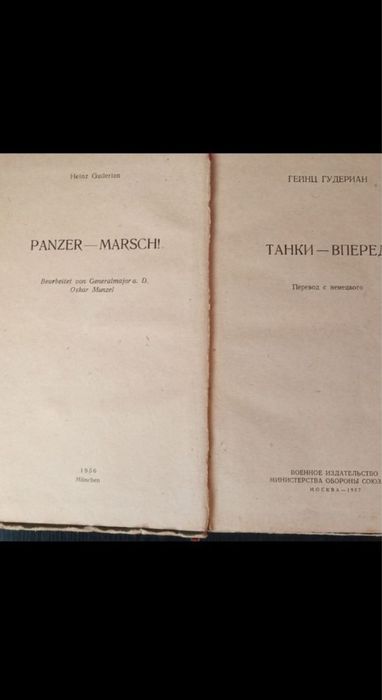 Heinz Guderian
PANZER — MARSCH!
Bearbeitet von Generalmajor a. D.
Oskar Munzel
1956
München
ГЕЙНЦ ГУДЕРИАН
ТАНКИ — ВПЕРЕД
Перевод с немецкого
ВОЕННОЕ ИЗДАТЕЛЬСТВО
МИНИСТЕРСТВА ОБОРОНЫ СОЮЗ
МОСКВА — 1957